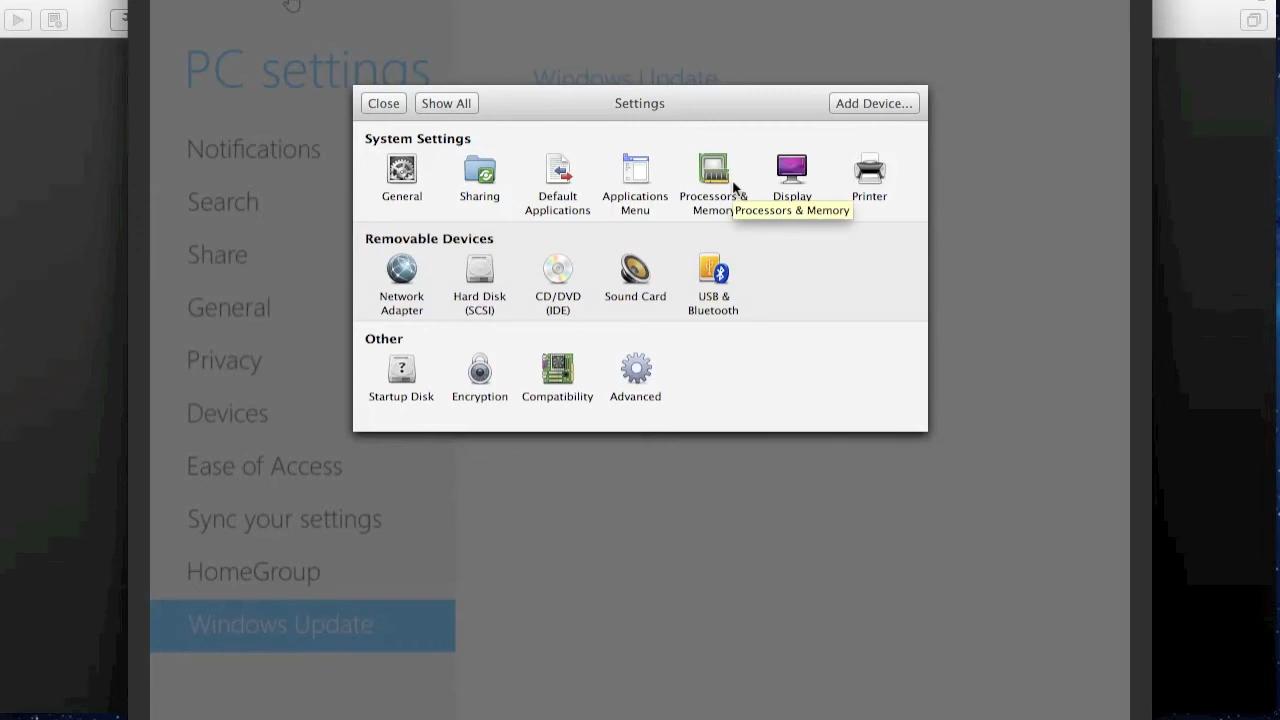 PC settings
Windows Update
Close
Show All
Settings
Add Device...
System Settings
General
Sharing
Default
Applications
Applications
Menu
Processors &
Memory
Display
Printer
Processors & Memory
Removable Devices
Network
Adapter
Hard Disk
(SCSI)
CD/DVD
(IDE)
Sound Card
USB &
Bluetooth
Other
Startup Disk
Encryption
Compatibility
Advanced
Notifications
Search
Share
General
Privacy
Devices
Ease of Access
Sync your settings
HomeGroup
Windows Update